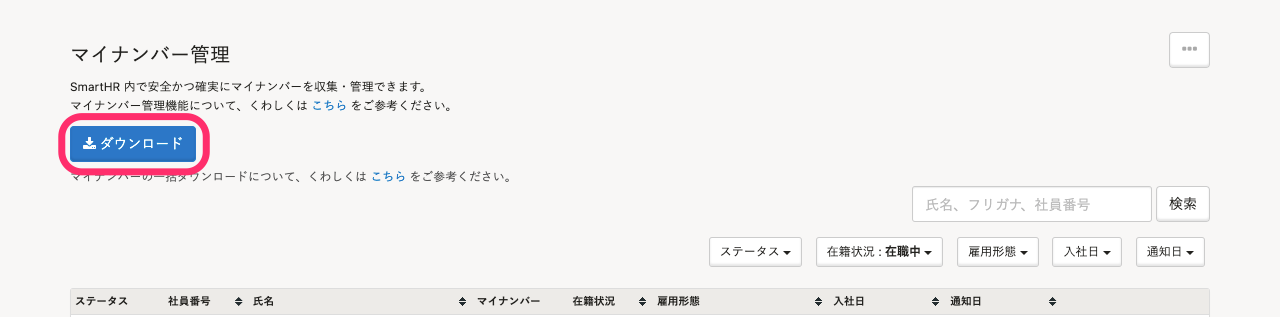 マイナンバー管理
•••
SmartHR 内で安全かつ確実にマイナンバーを収集・管理できます。
マイナンバー管理機能について、くわしくは こちら をご参考ください。
ダウンロード
マイナンバーの一括ダウンロードについて、くわしくは こちら をご参考ください。
氏名、フリガナ、社員番号 検索
ステータス 在籍状況 : 在職中 雇用形態 入社日 通知日
ステータス 社員番号 氏名 マイナンバー 在籍状況 雇用形態 入社日 通知日